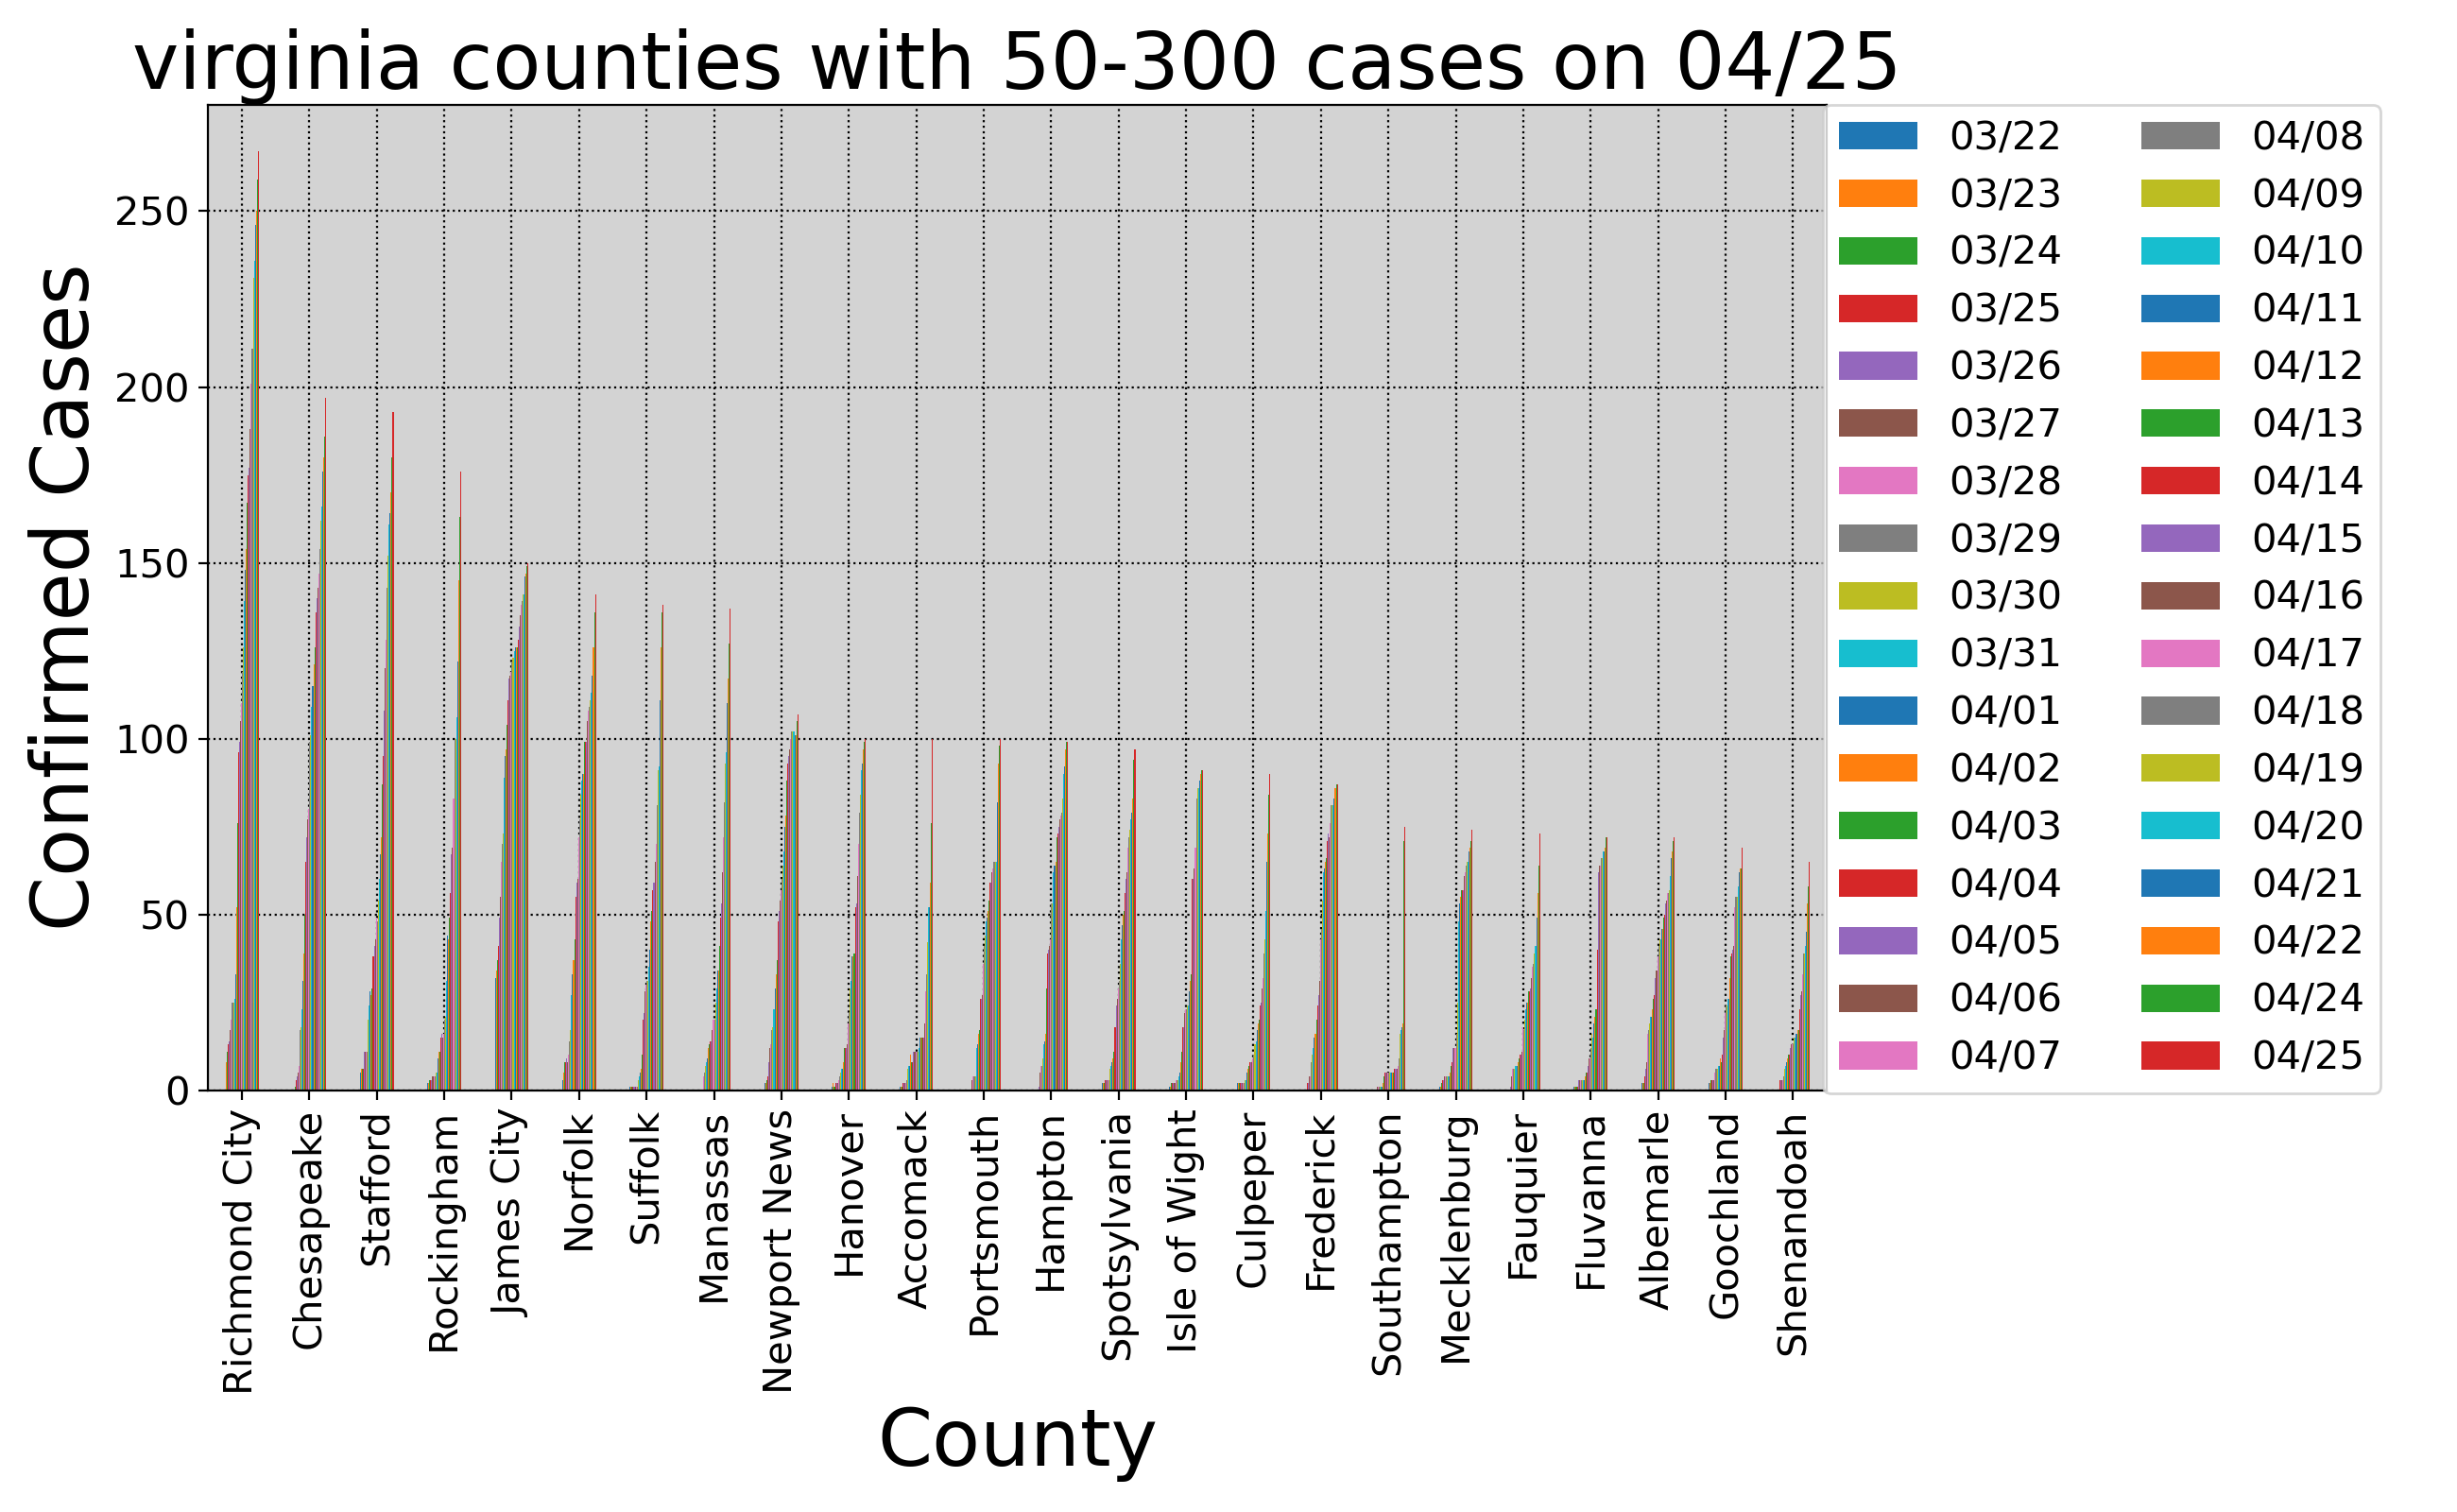 virginia counties with 50-300 cases on 04/25
Confirmed Cases
250
200
150
100
50
0
Richmond City
Chesapeake
Stafford
Rockingham
James City
Norfolk
Suffolk
Manassas
Newport News
Hanover
Accomack
Portsmouth
Hampton
Spotsylvania
Isle of Wight
Culpeper
Frederick
Southampton
Mecklenburg
Fauquier
Fluvanna
Albemarle
Goochland
Shenandoah
County
03/22
03/23
03/24
03/25
03/26
03/27
03/28
03/29
03/30
03/31
04/01
04/02
04/03
04/04
04/05
04/06
04/07
04/08
04/09
04/10
04/11
04/12
04/13
04/14
04/15
04/16
04/17
04/18
04/19
04/20
04/21
04/22
04/24
04/25